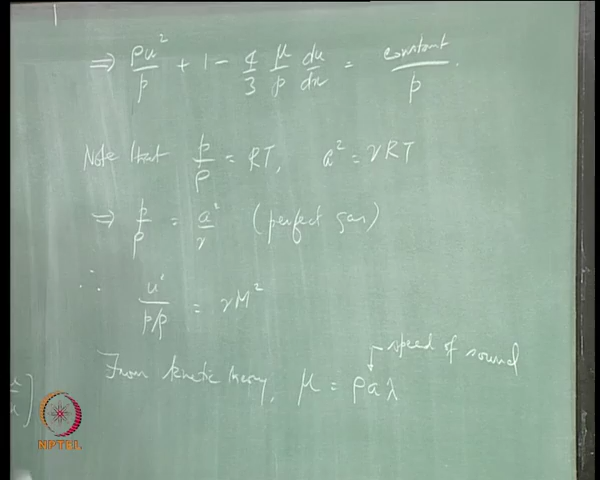 ⇒ ρu²/p + 1 - 4/3 μ/p du/dx = constant/p.
Note that p/ρ = RT, a² = γRT
⇒ p/ρ = a²/γ (perfect gas)
∴ u²/p/ρ = γM²
speed of sound
From kinetic theory, μ = ρaλ
NPTEL